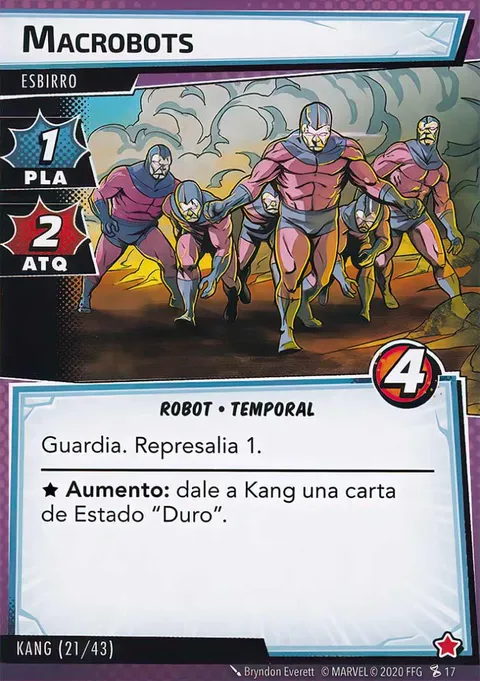 MACROBOTS
ESBIRRO
1
PLA
2
ATQ
4
ROBOT • TEMPORAL
Guardia. Represalia 1.
★ Aumento: dale a Kang una carta
de Estado “Duro”.
KANG (21/43)
Bryndon Everett © MARVEL © 2020 FFG 17